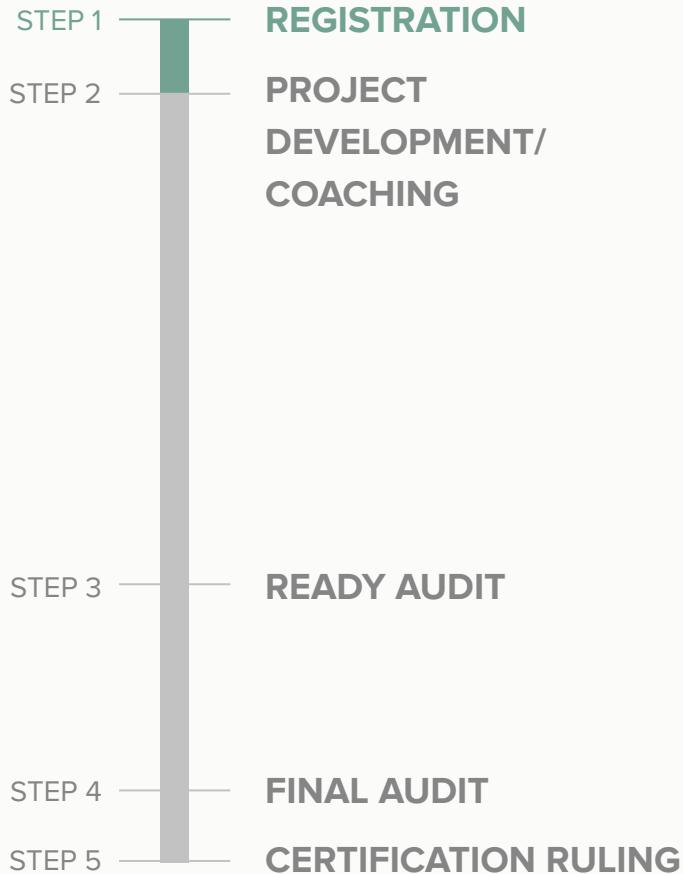 STEP 1 REGISTRATION
STEP 2 PROJECT
DEVELOPMENT/
COACHING
STEP 3 READY AUDIT
STEP 4 FINAL AUDIT
STEP 5 CERTIFICATION RULING